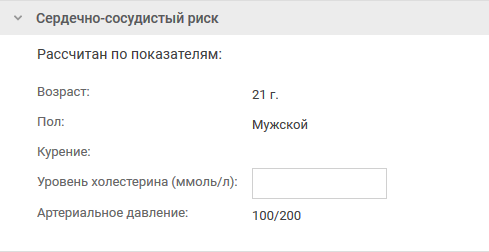 Сердечно-сосудистый риск
Рассчитан по показателям:
Возраст: 21 г.
Пол: Мужской
Курение:
Уровень холестерина (ммоль/л):
Артериальное давление: 100/200